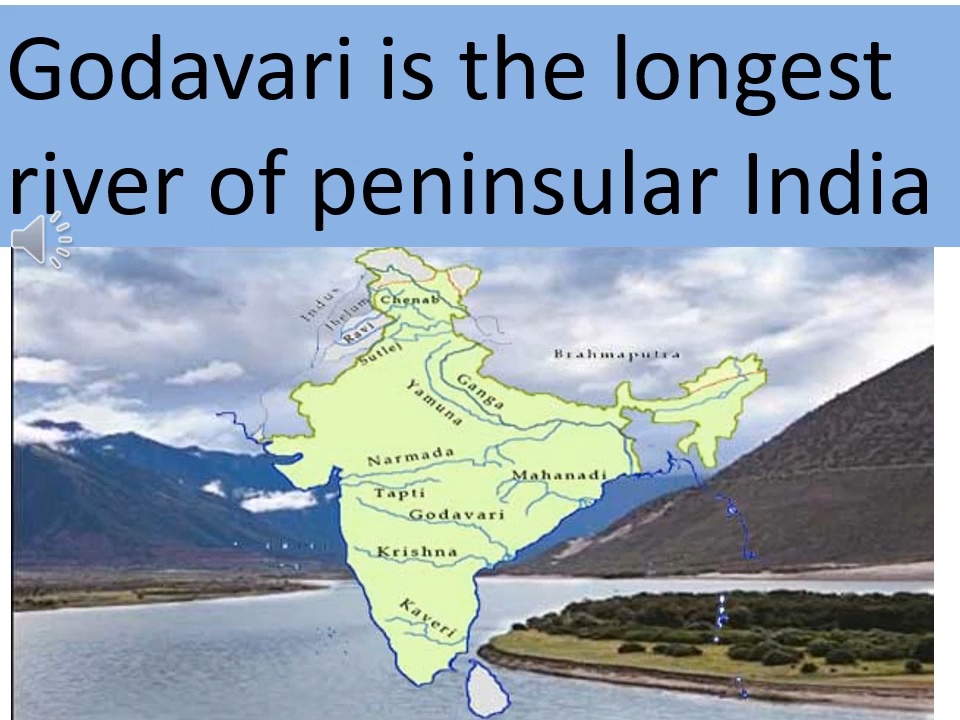 Godavari is the longest
river of peninsular India
Indus
Jhelum
Chenab
Ravi
Sutlej
Brahmaputra
Ganga
Yamuna
Narmada
Mahanadi
Tapti
Godavari
Krishna
Kaveri